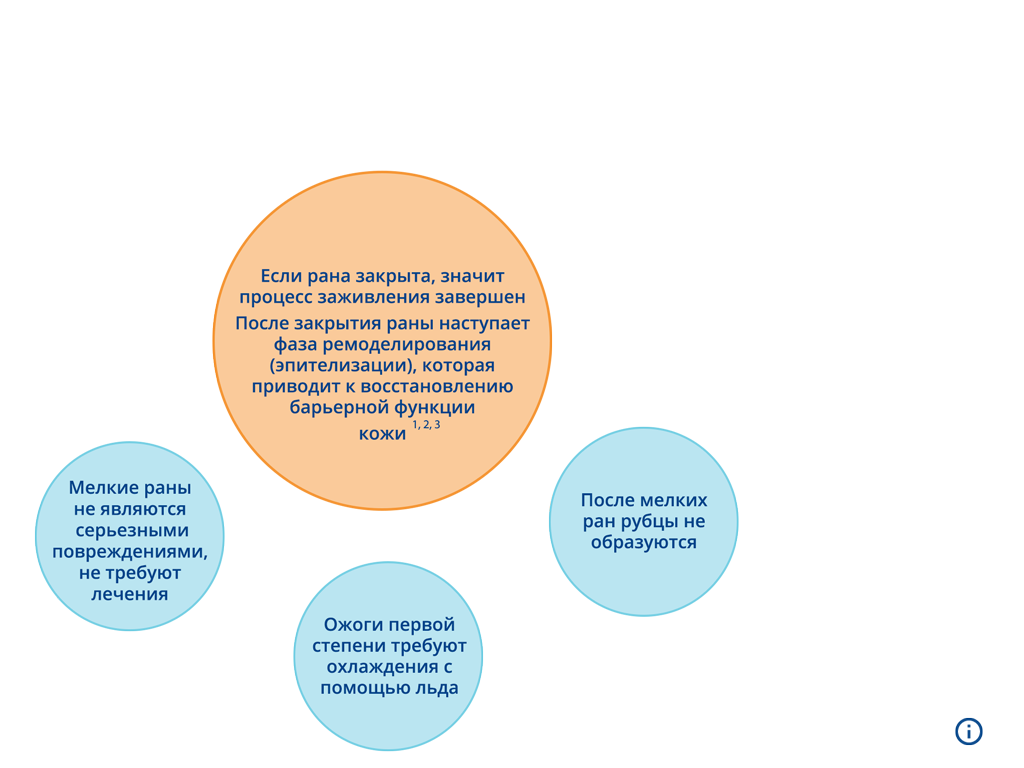 Если рана закрыта, значит
процесс заживления завершен
После закрытия раны наступает
фаза ремоделирования
(эпителизации), которая
приводит к восстановлению
барьерной функции
кожи 1, 2, 3
Мелкие раны
не являются
серьезными
повреждениями,
не требуют
лечения
После мелких
ран рубцы не
образуются
Ожоги первой
степени требуют
охлаждения с
помощью льда